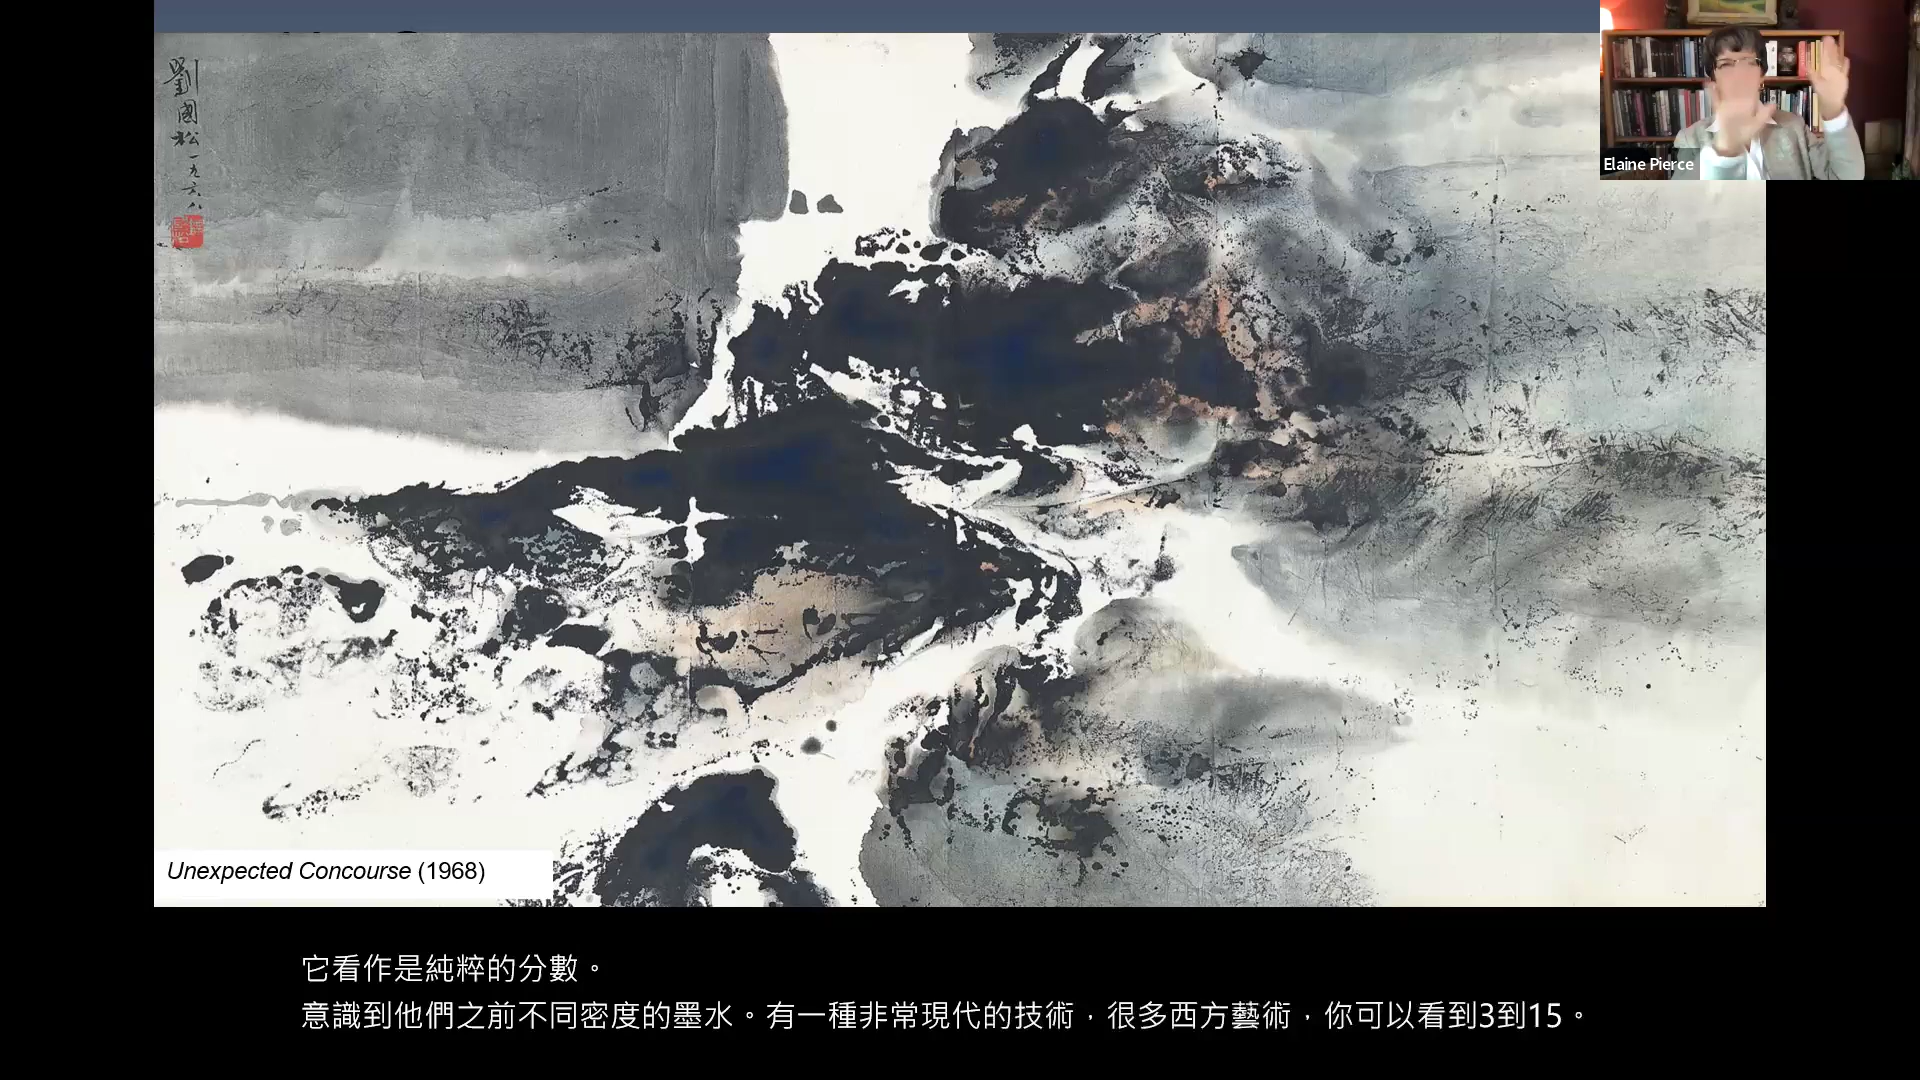 劉國松一九六八
Elaine Pierce
Unexpected Concourse (1968)
它看作是純粹的分數。
意識到他們之前不同密度的墨水。有一種非常現代的技術，很多西方藝術，你可以看到3到15。